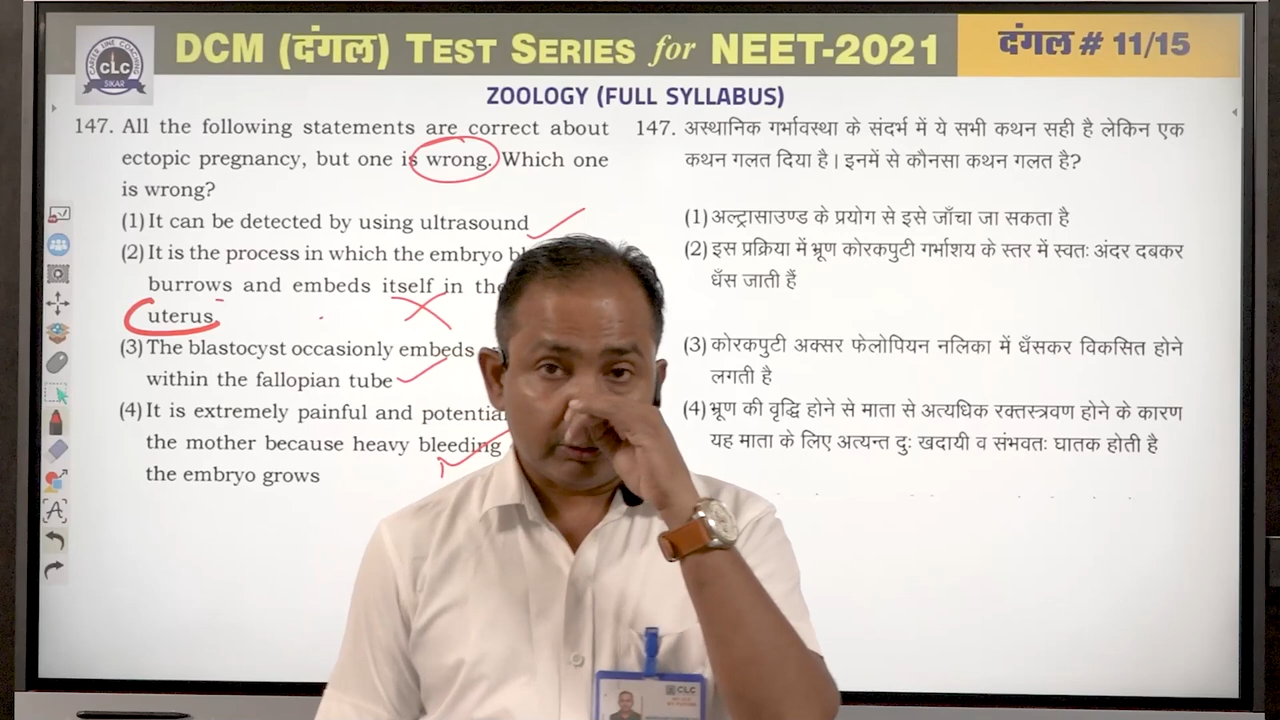 DCM (दंगल) TEST SERIES for NEET-2021
दंगल # 11/15
CAREER LINE COACHING
CLC
SIKAR
ZOOLOGY (FULL SYLLABUS)
147. All the following statements are correct about
ectopic pregnancy, but one is wrong. Which one
is wrong?
(1) It can be detected by using ultrasound
(2) It is the process in which the embryo
burrows and embeds itself in the
uterus.
(3) The blastocyst occasionly embeds
within the fallopian tube
(4) It is extremely painful and
the mother because heavy bleeding
the embryo grows
147. अस्थानिक गर्भावस्था के संदर्भ में ये सभी कथन सही है लेकिन एक
कथन गलत दिया है। इनमें से कौनसा कथन गलत है?
(1) अल्ट्रासाउण्ड के प्रयोग से इसे जाँचा जा सकता है
(2) इस प्रक्रिया में भ्रूण कोरकपुटी गर्भाशय के स्तर में स्वतः अंदर दबकर
धँस जाती हैं
(3) कोरकपुटी अक्सर फेलोपियन नलिका में धँसकर विकसित होने
लगती है
(4) भ्रूण की वृद्धि होने से माता से अत्यधिक रक्तस्त्रवण होने के कारण
यह माता के लिए अत्यन्त दुः खदायी व संभवतः घातक होती है
CLC